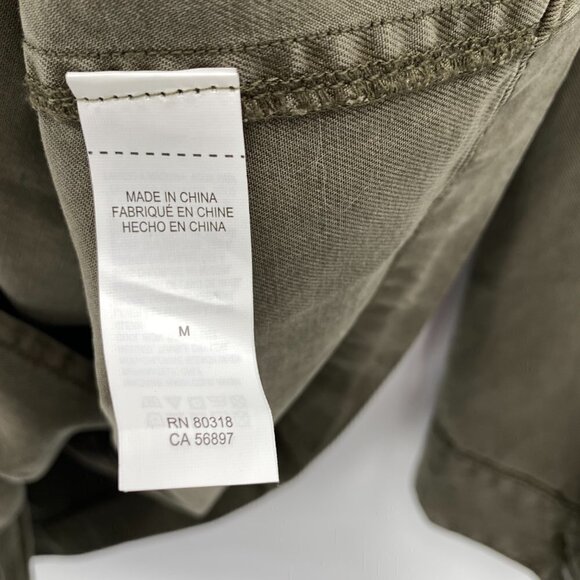 MADE IN CHINA
FABRIQUÉ EN CHINE
HECHO EN CHINA
M
RN 80318
CA 56897